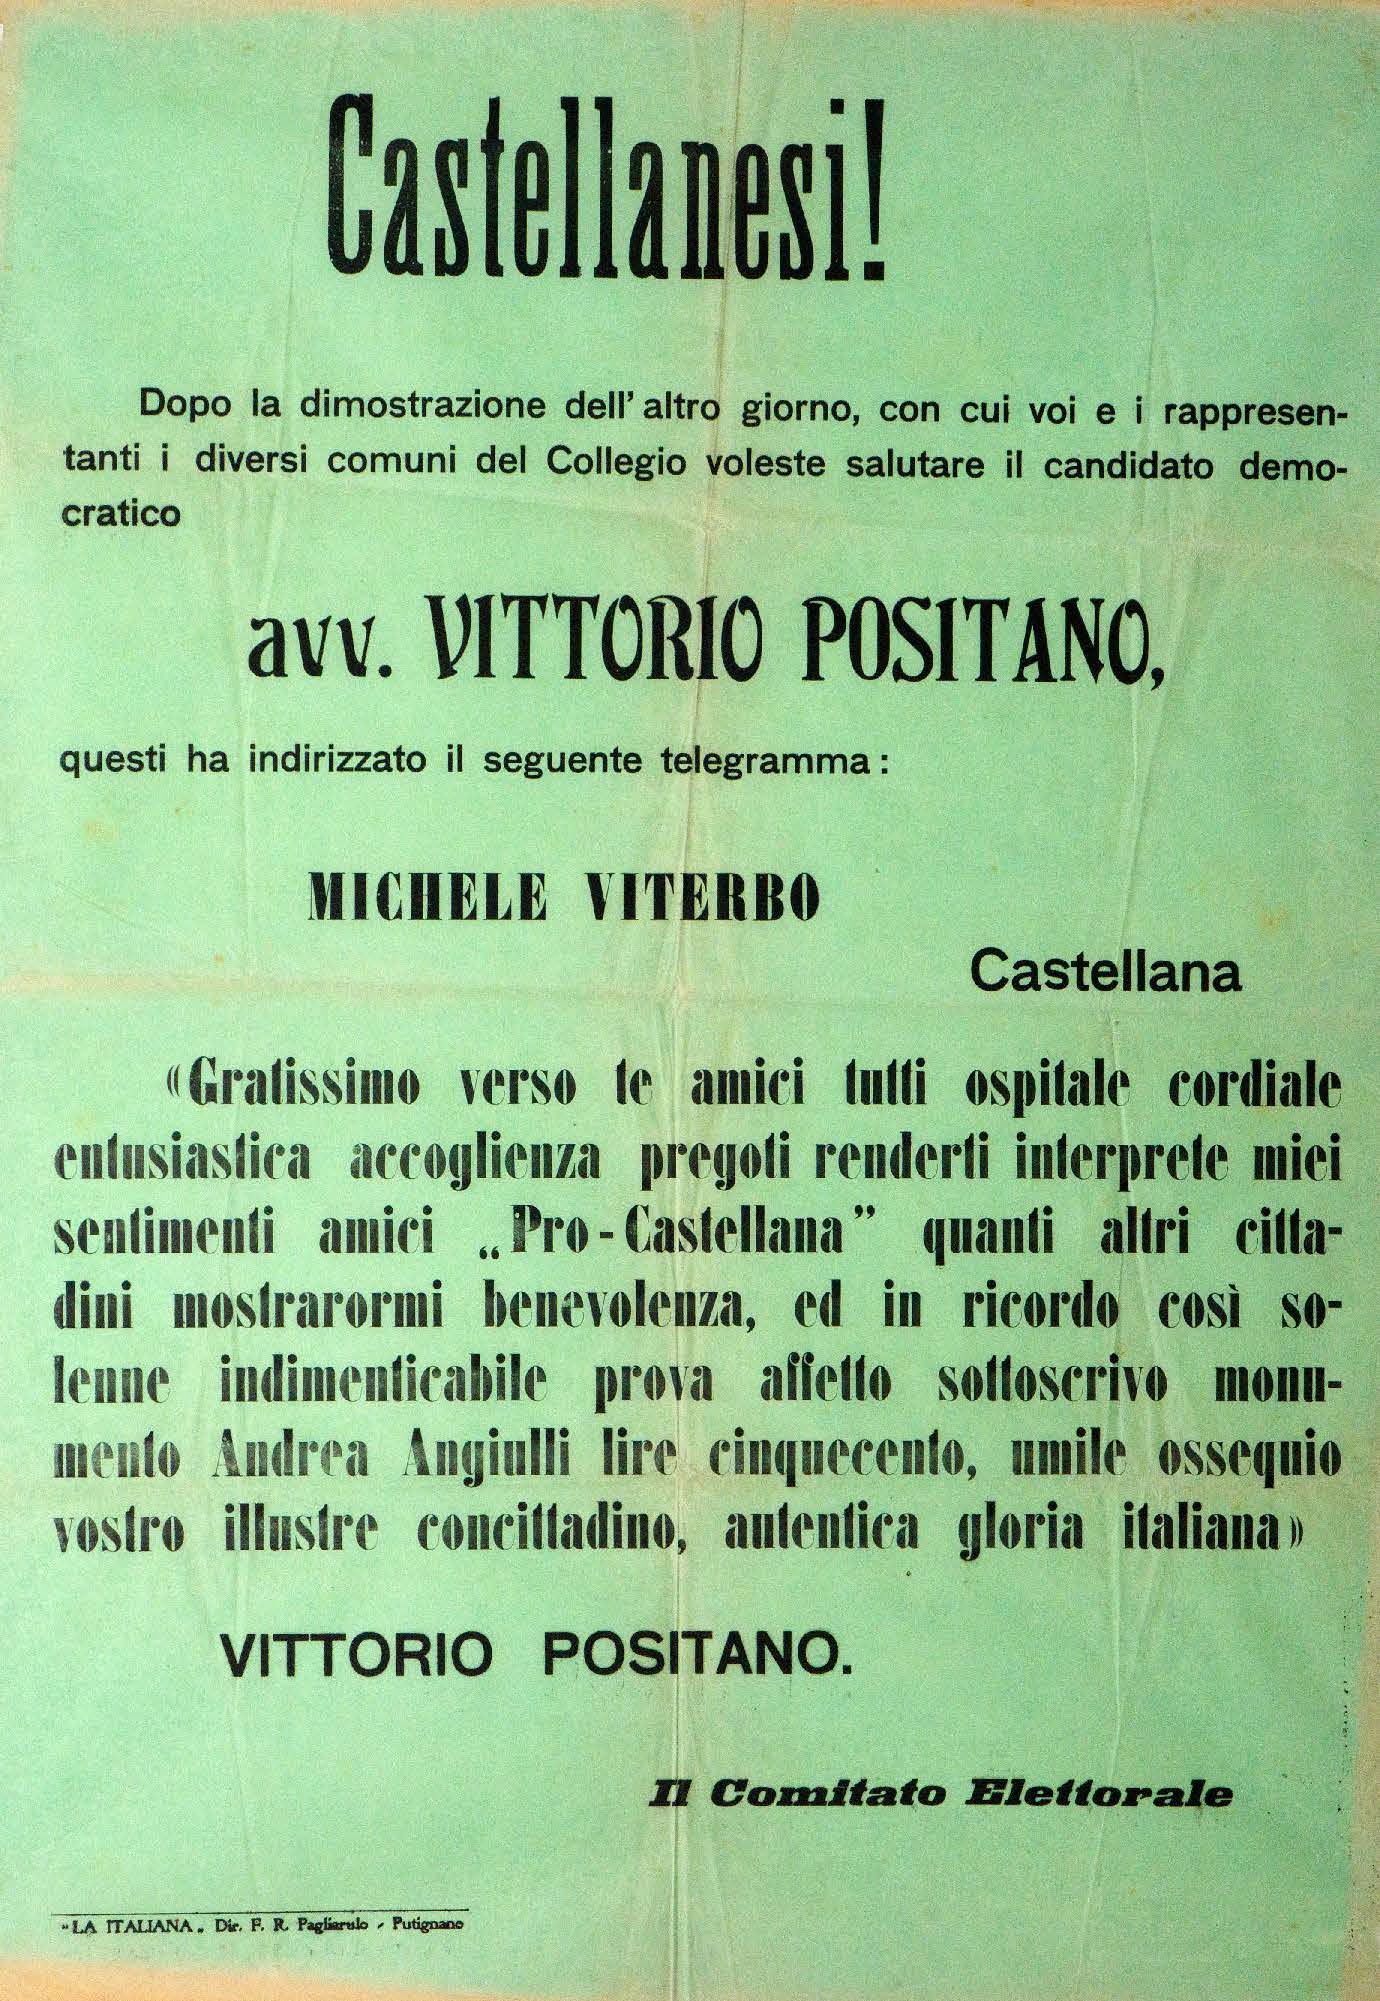 Castellanesi!
Dopo la dimostrazione dell' altro giorno, con cui voi e i rappresen-
tanti i diversi comuni del Collegio voleste salutare il candidato demo-
cratico
avv. VITTORIO POSITANO,
questi ha indirizzato il seguente telegramma:
MICHELE VITERBO
Castellana
«Gratissimo verso te amici tutti ospitale cordiale
entusiastica accoglienza pregoti renderti interprete miei
sentimenti amici „Pro-Castellana” quanti altri citta-
dini mostrarormi benevolenza, ed in ricordo così so-
lenne indimenticabile prova affetto sottoscrivo monu-
mento Andrea Angiulli lire cinquecento, umile ossequio
vostro illustre concittadino, autentica gloria italiana»
VITTORIO POSITANO.
Il Comitato Elettorale
"LA ITALIANA„ Dir. F. R. Pagliarulo - Putignano